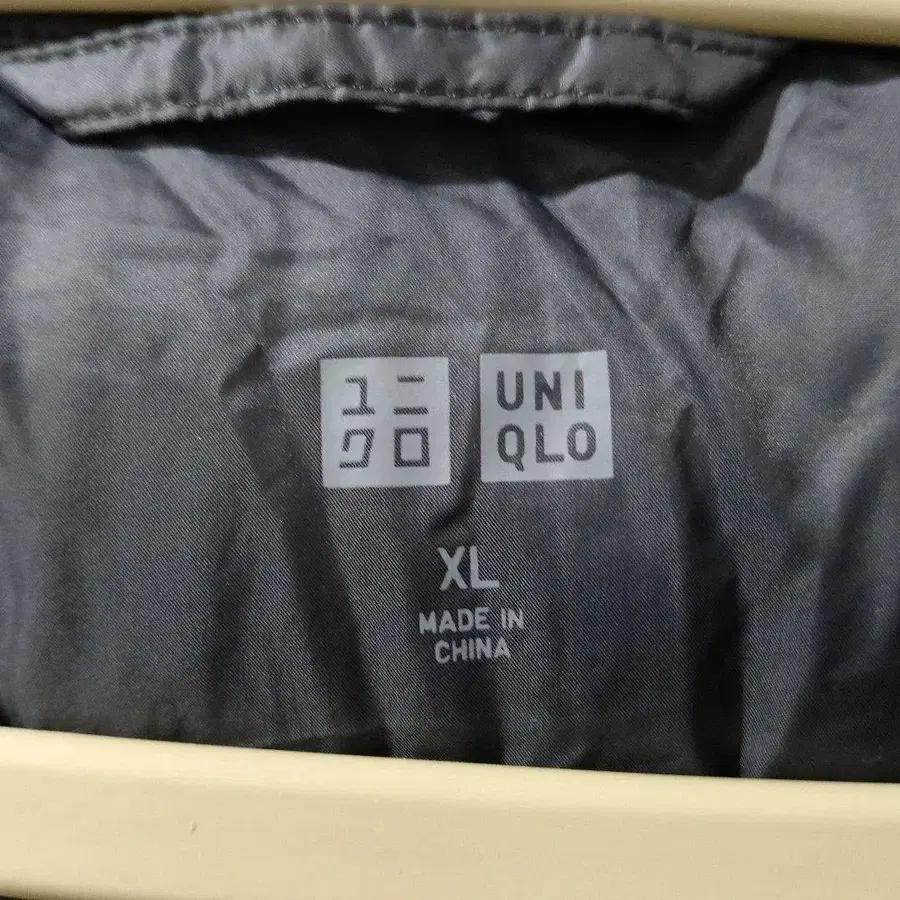 ユニ
クロ
UNI
QLO
XL
MADE IN
CHINA